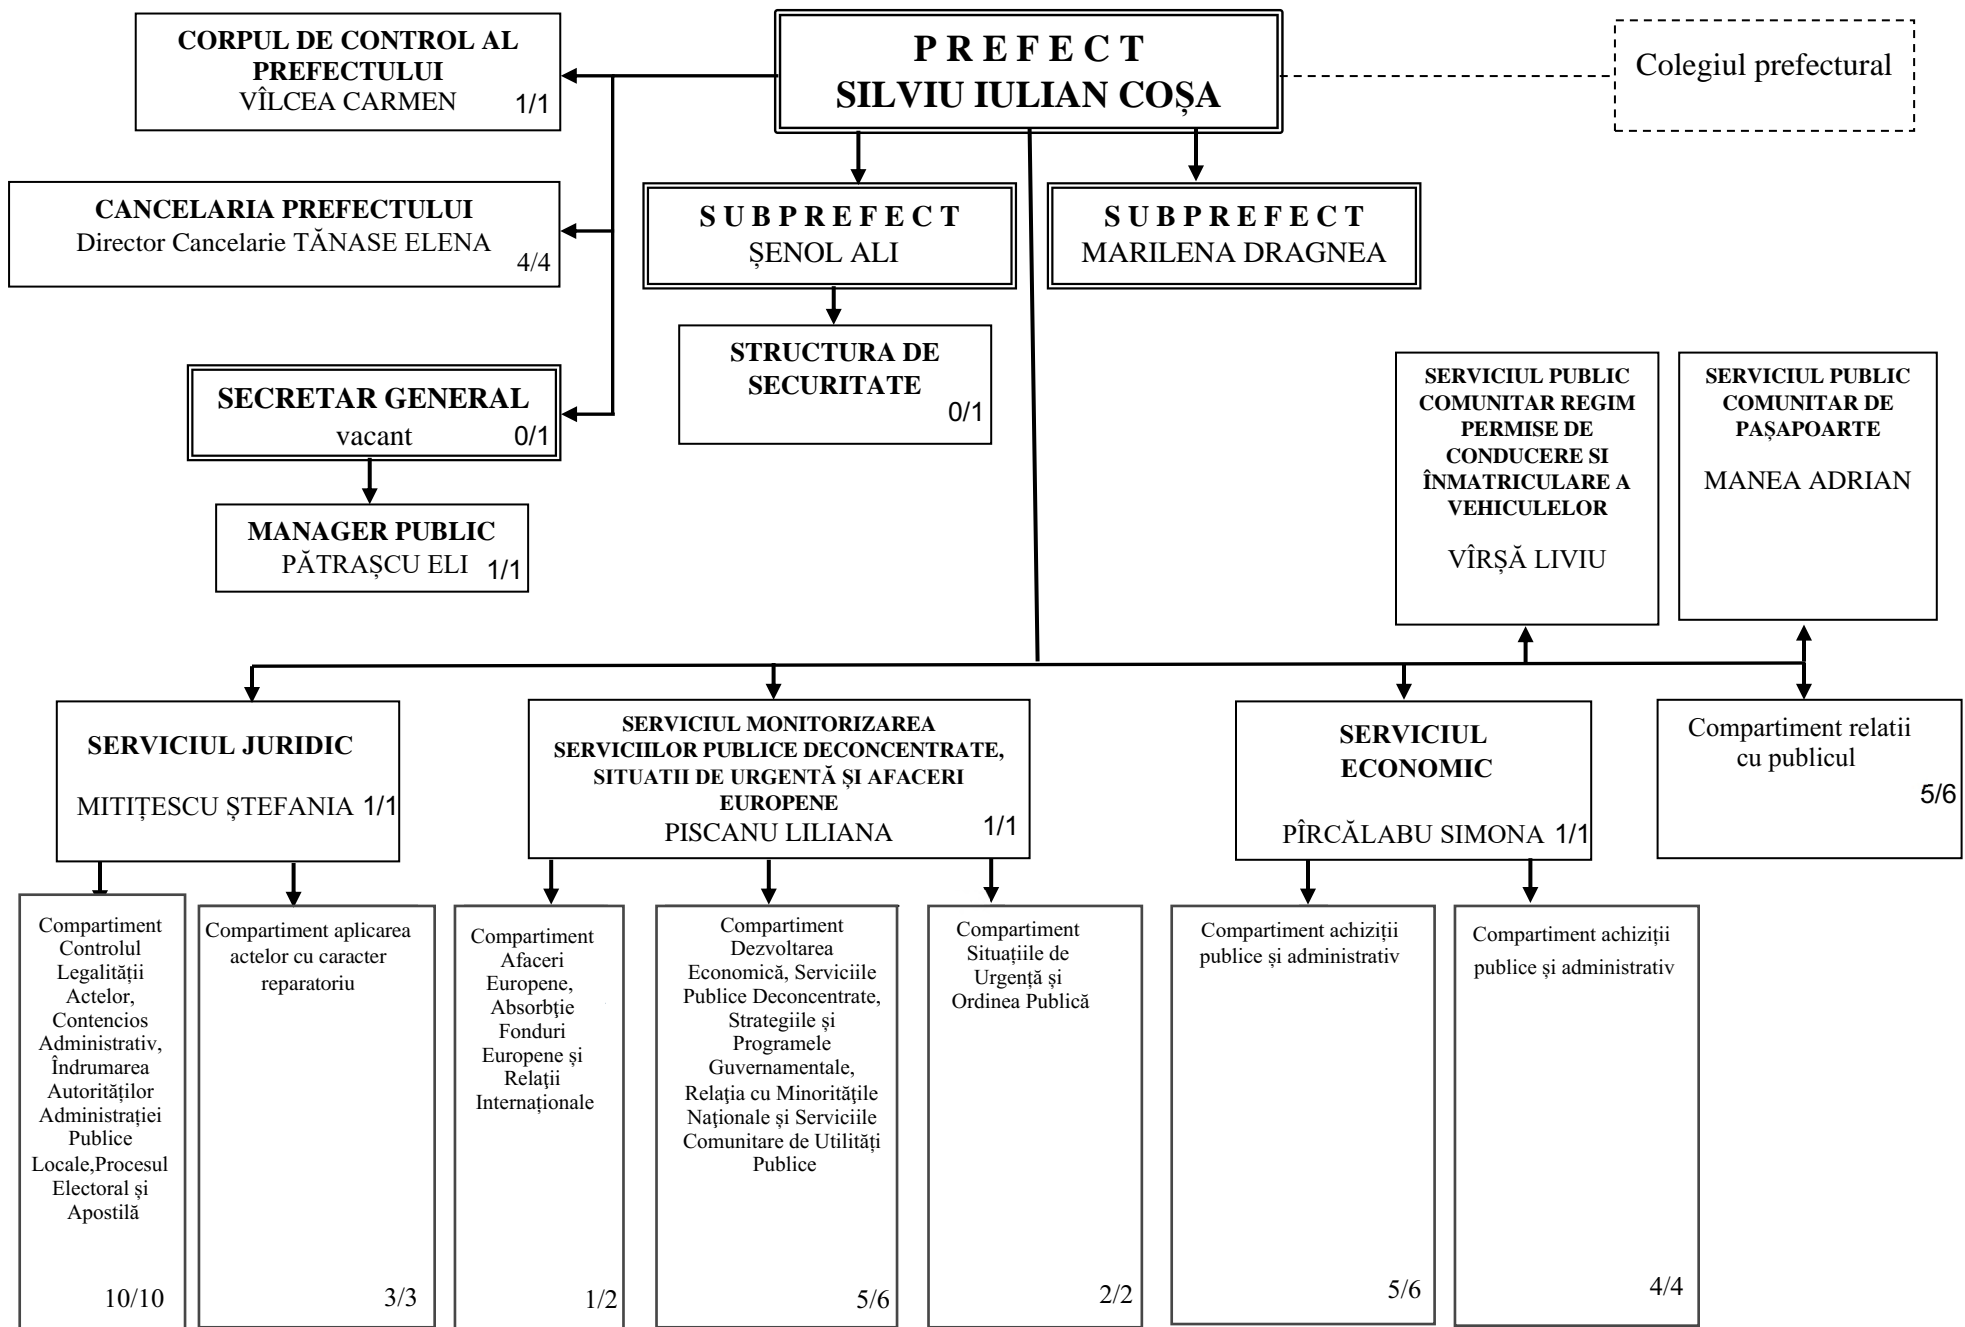 CORPUL DE CONTROL AL
PREFECTULUI
VÎLCEA CARMEN
1/1
P R E F E C T
SILVIU IULIAN COȘA
Colegiul prefectural
CANCELARIA PREFECTULUI
Director Cancelarie TĂNASE ELENA
4/4
S U B P R E F E C T
ȘENOL ALI
S U B P R E F E C T
MARILENA DRAGNEA
STRUCTURA DE
SECURITATE
0/1
SECRETAR GENERAL
vacant
0/1
MANAGER PUBLIC
PĂTRAȘCU ELI 1/1
SERVICIUL PUBLIC
COMUNITAR REGIM
PERMISE DE
CONDUCERE SI
ÎNMATRICULARE A
VEHICULELOR
VÎRȘĂ LIVIU
SERVICIUL PUBLIC
COMUNITAR DE
PAȘAPOARTE
MANEA ADRIAN
SERVICIUL JURIDIC
MITIȚESCU ȘTEFANIA 1/1
SERVICIUL MONITORIZAREA
SERVICIILOR PUBLICE DECONCENTRATE,
SITUATII DE URGENTĂ ȘI AFACERI
EUROPENE
PISCANU LILIANA
1/1
SERVICIUL
ECONOMIC
PÎRCĂLABU SIMONA 1/1
Compartiment relatii
cu publicul
5/6
Compartiment
Controlul
Legalității
Actelor,
Contencios
Administrativ,
Îndrumarea
Autorităților
Administrației
Publice
Locale,Procesul
Electoral și
Apostilă
10/10
Compartiment aplicarea
actelor cu caracter
reparatoriu
3/3
Compartiment
Afaceri
Europene,
Absorbţie
Fonduri
Europene și
Relaţii
Internaționale
1/2
Compartiment
Dezvoltarea
Economică, Serviciile
Publice Deconcentrate,
Strategiile și
Programele
Guvernamentale,
Relaţia cu Minorităţile
Naţionale și Serviciile
Comunitare de Utilități
Publice
5/6
Compartiment
Situațiile de
Urgență și
Ordinea Publică
2/2
Compartiment achiziții
publice și administrativ
5/6
Compartiment achiziții
publice și administrativ
4/4